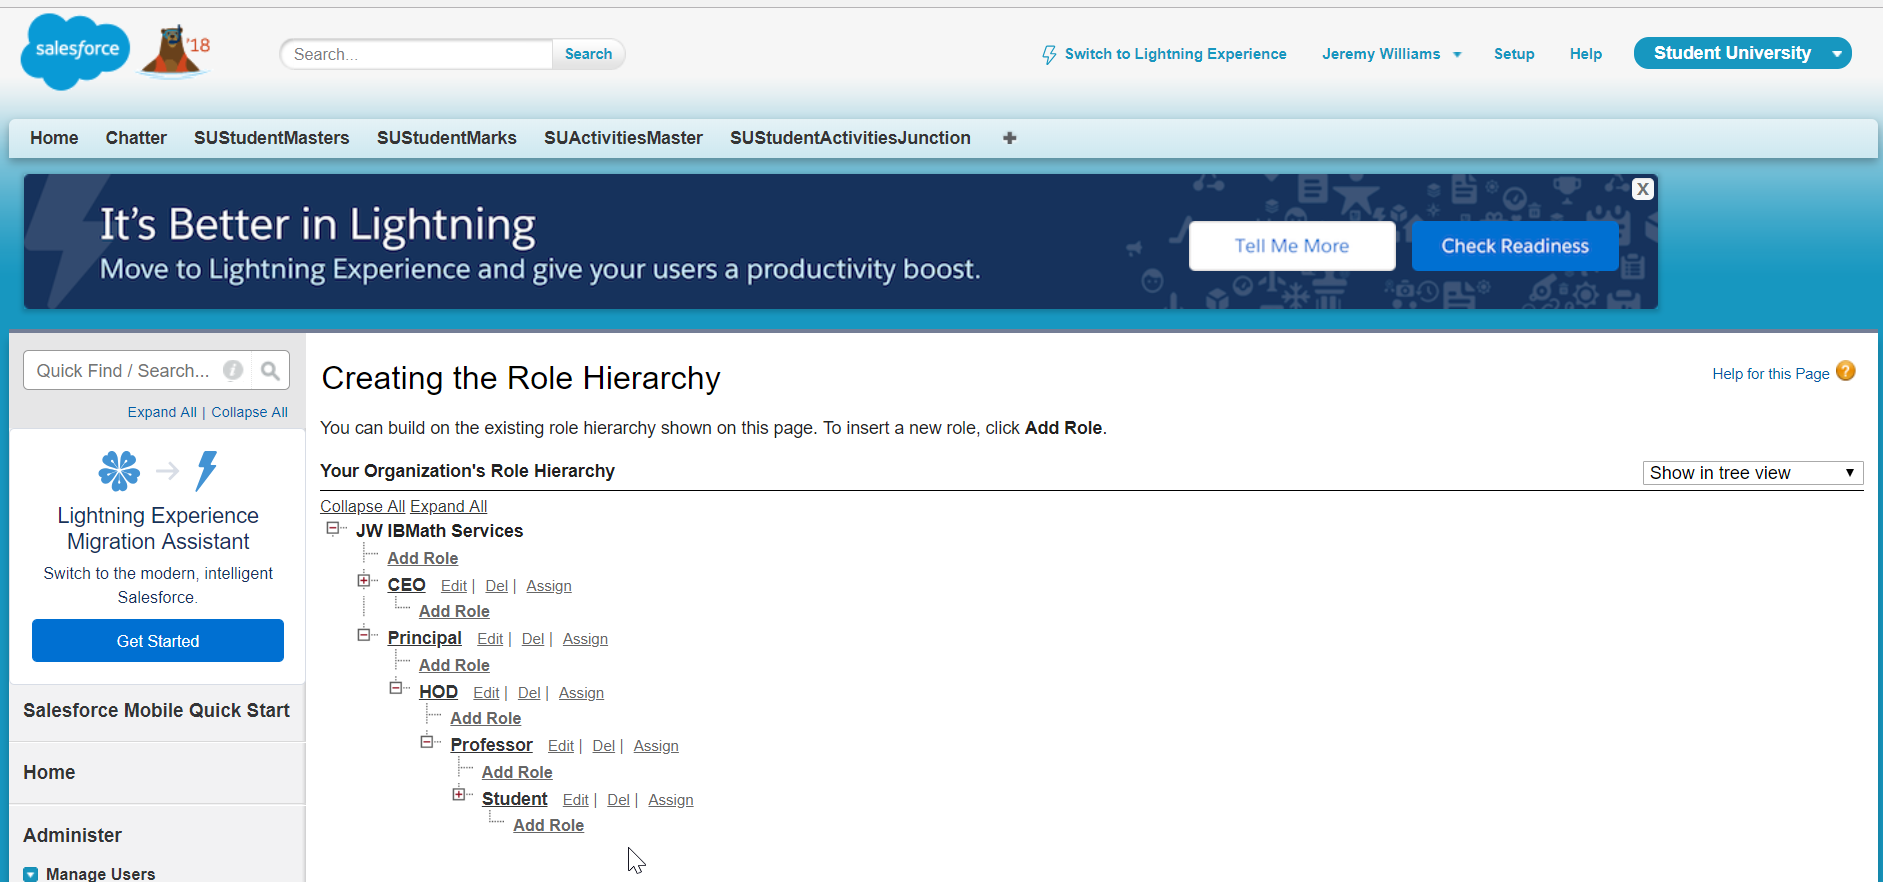 salesforce
'18
Search...
Search
Switch to Lightning Experience
Jeremy Williams
Setup
Help
Student University
Home
Chatter
SUStudentMasters
SUStudentMarks
SUActivitiesMaster
SUStudentActivitiesJunction
It's Better in Lightning
Move to Lightning Experience and give your users a productivity boost.
Tell Me More
Check Readiness
X
Quick Find / Search...
Expand All | Collapse All
Lightning Experience
Migration Assistant
Switch to the modern, intelligent
Salesforce.
Get Started
Salesforce Mobile Quick Start
Home
Administer
Manage Users
Creating the Role Hierarchy
Help for this Page ?
You can build on the existing role hierarchy shown on this page. To insert a new role, click Add Role.
Your Organization's Role Hierarchy
Show in tree view
Collapse All Expand All
JW IBMath Services
Add Role
CEO Edit | Del | Assign
Add Role
Principal Edit | Del | Assign
Add Role
HOD Edit | Del | Assign
Add Role
Professor Edit | Del | Assign
Add Role
Student Edit | Del | Assign
Add Role